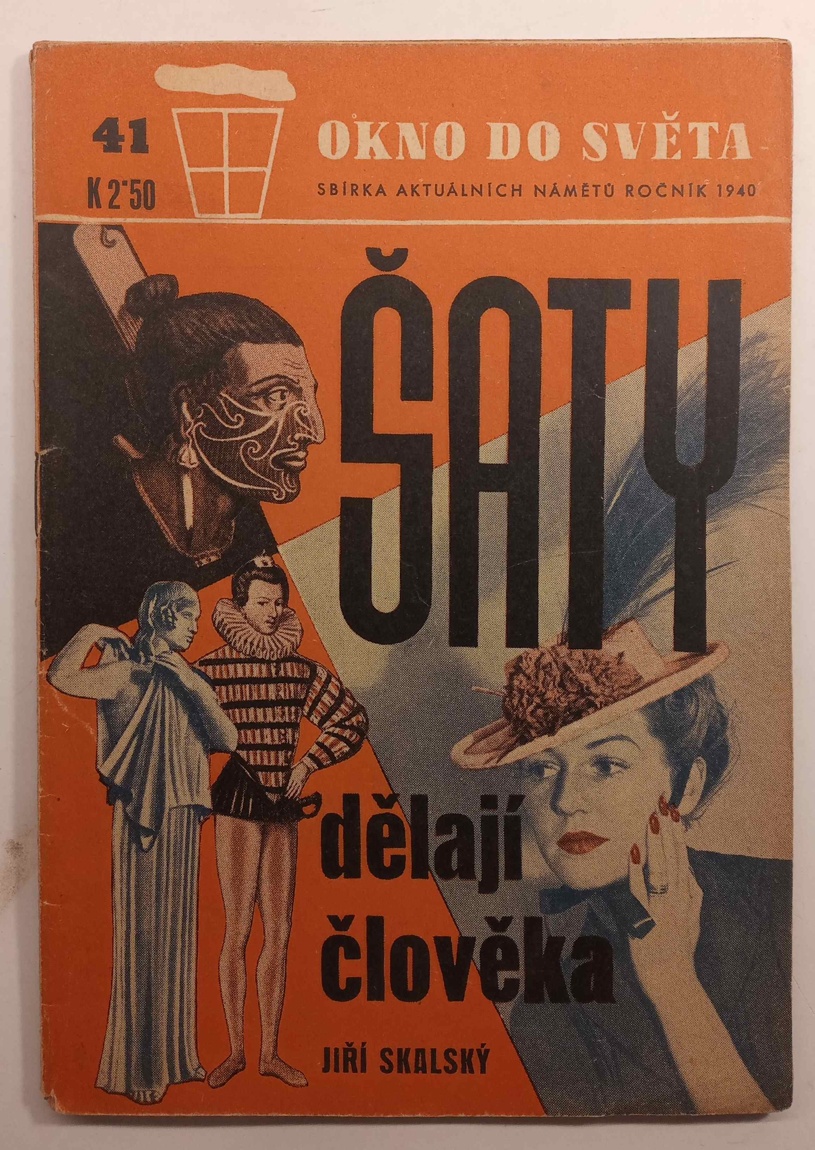 41
K 2·50
OKNO DO SVĚTA
SBÍRKA AKTUÁLNÍCH NÁMĚTŮ ROČNÍK 1940
ŠATY
dělají
člověka
JIŘÍ SKALSKÝ